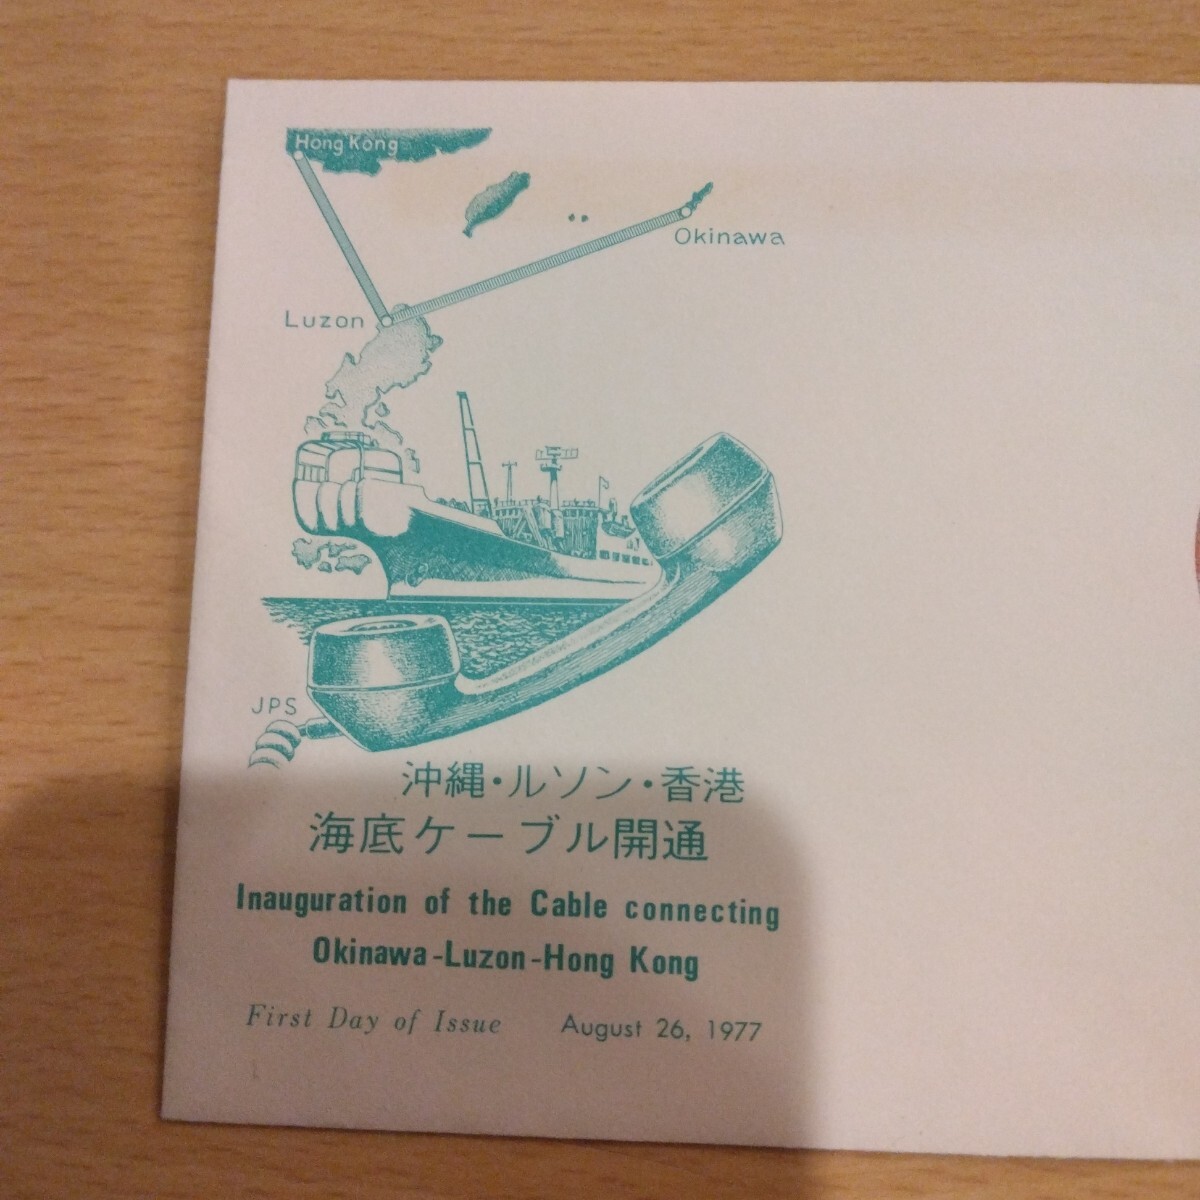 Hong Kong
Okinawa
Luzon
JPS
沖縄・ルソン・香港
海底ケーブル開通
Inauguration of the Cable connecting
Okinawa-Luzon-Hong Kong
First Day of Issue August 26, 1977